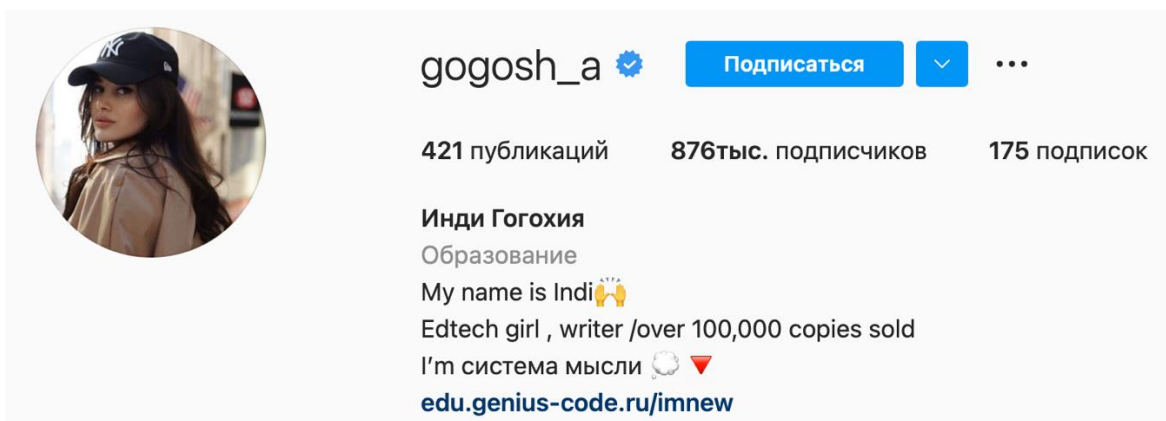 gogosh_a Подписаться
421 публикаций 876тыс. подписчиков 175 подписок
Инди Гогохия
Образование
My name is Indi🙌
Edtech girl , writer /over 100,000 copies sold
I’m система мысли 💭 🔻
edu.genius-code.ru/imnew